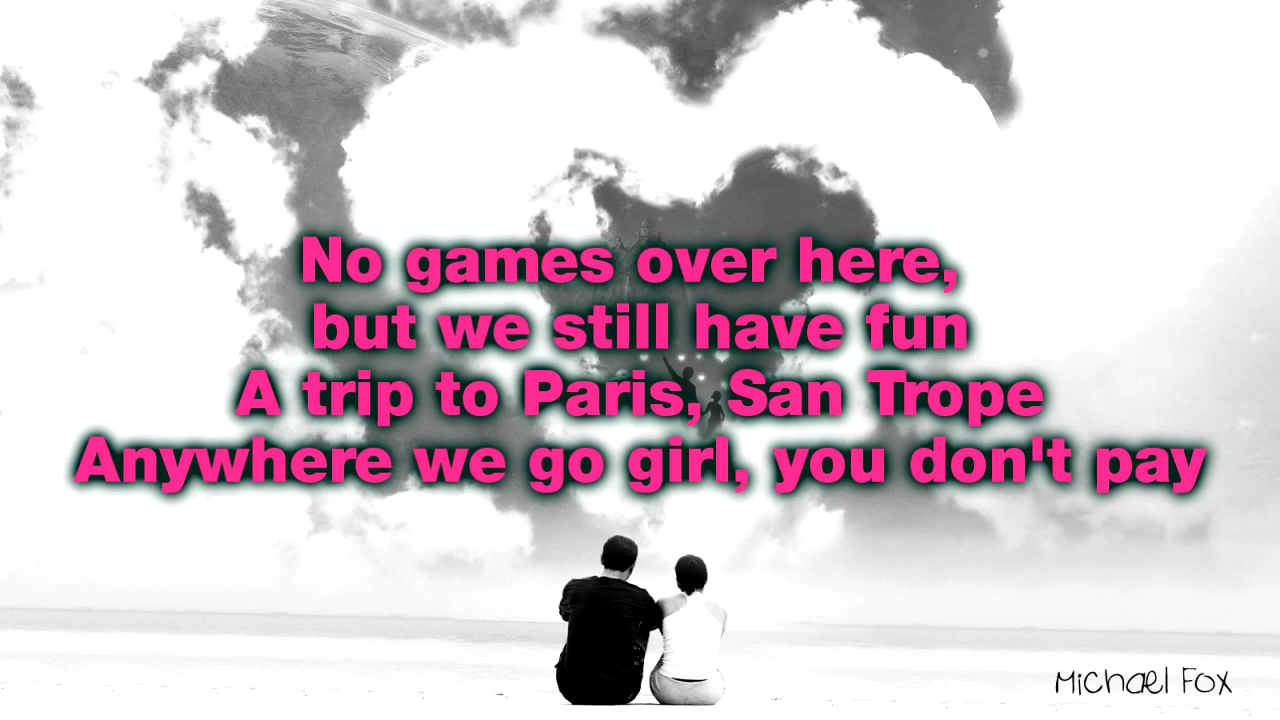 No games over here,
but we still have fun
A trip to Paris, San Trope
Anywhere we go girl, you don't pay
Michael Fox